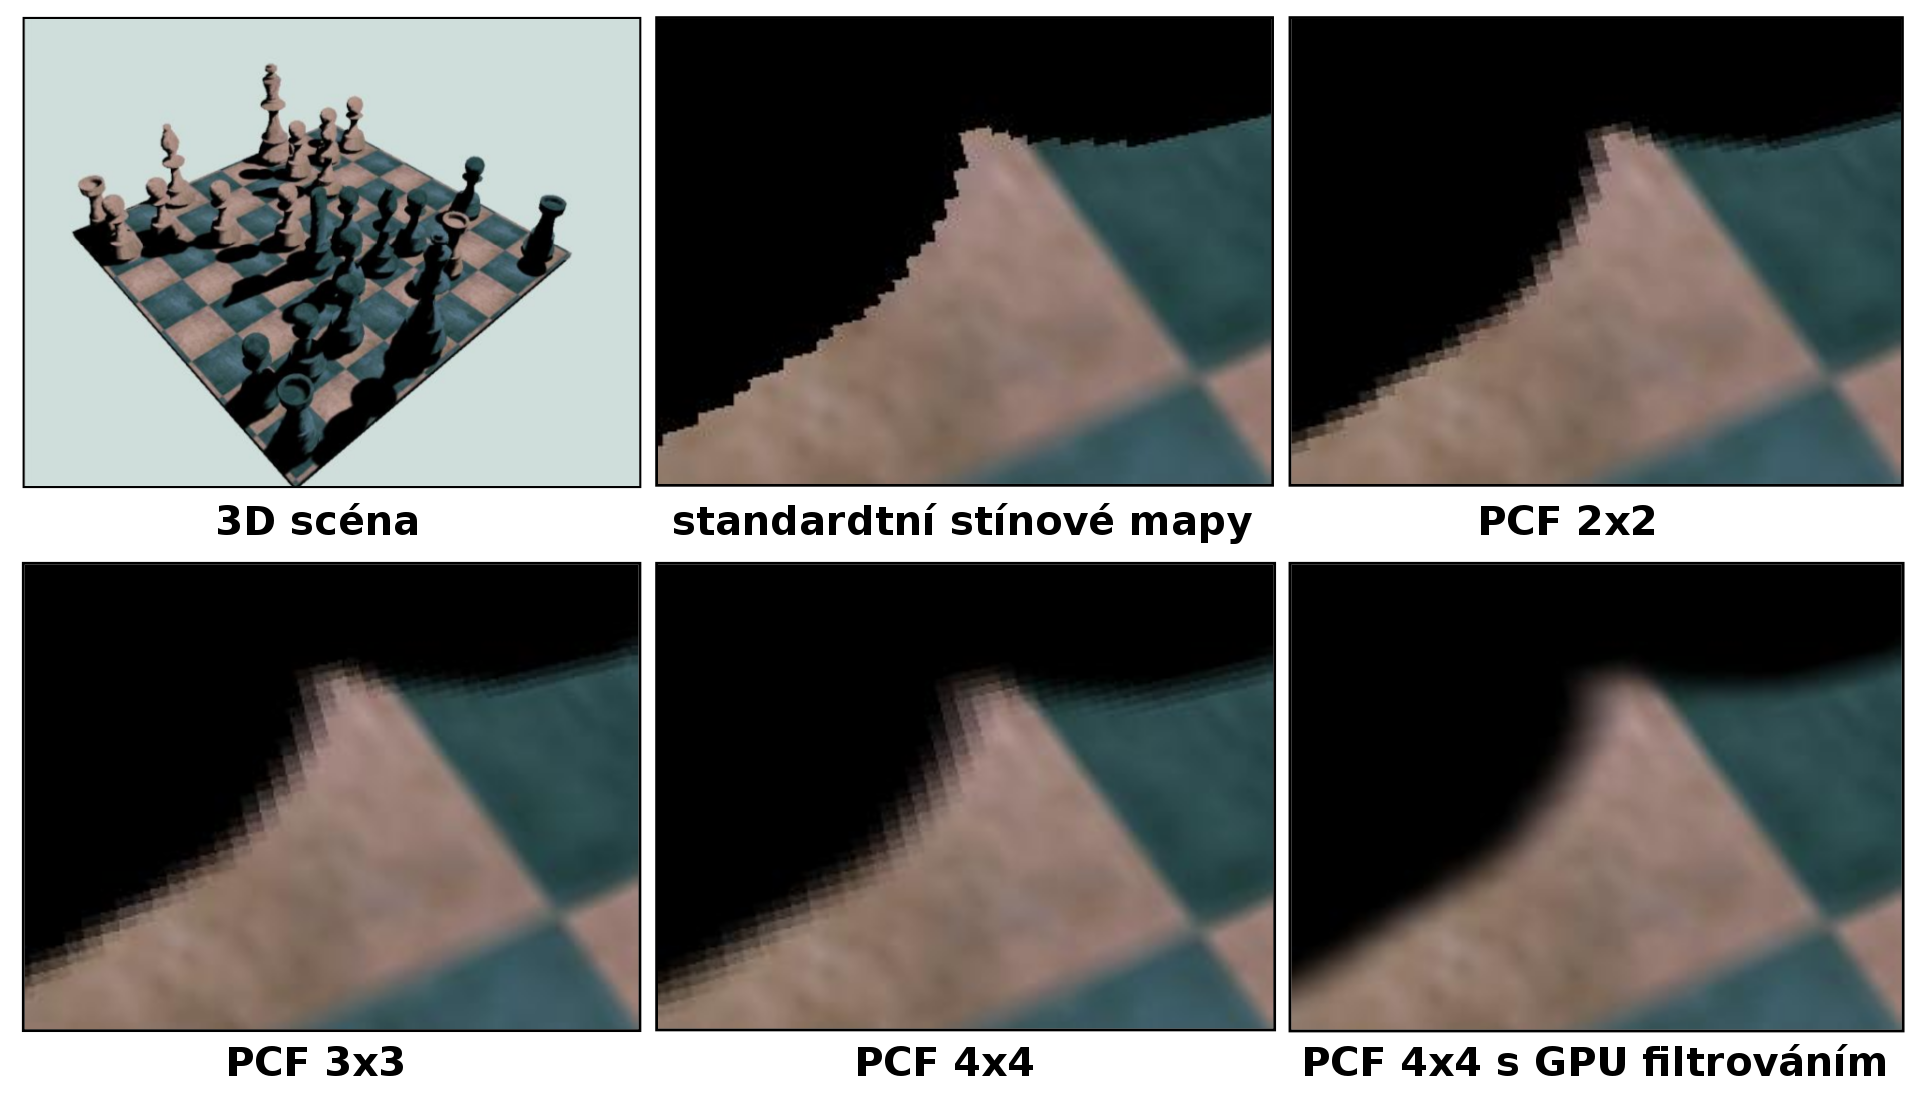 3D scéna
standardtní stínové mapy
PCF 2x2
PCF 3x3
PCF 4x4
PCF 4x4 s GPU filtrováním